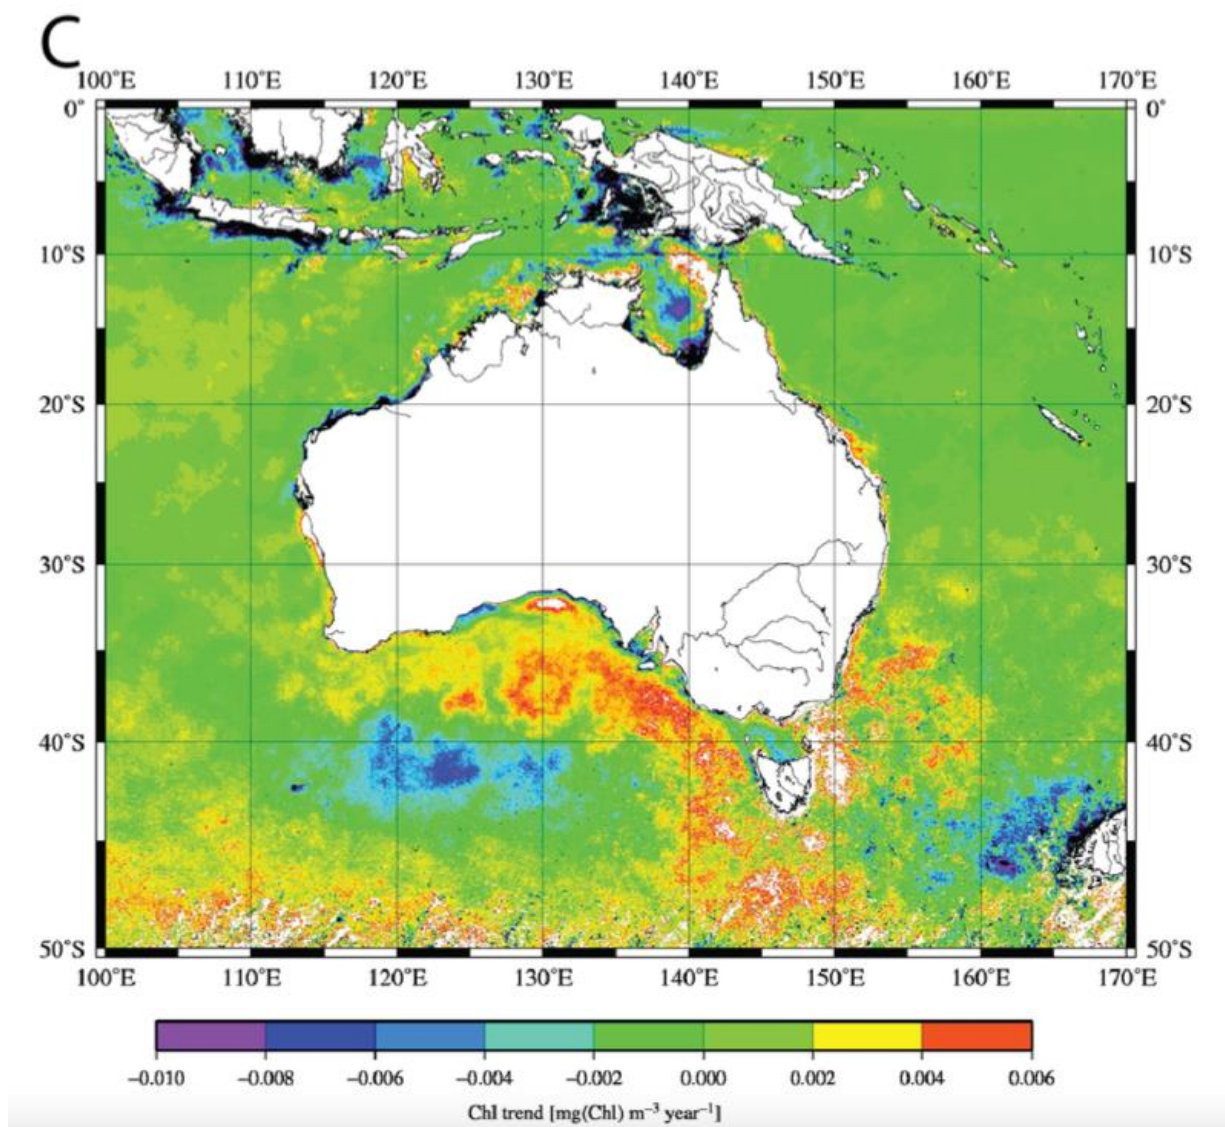 C
100°E 110°E 120°E 130°E 140°E 150°E 160°E 170°E
0° 0°
10°S 10°S
20°S 20°S
30°S 30°S
40°S 40°S
50°S 50°S
100°E 110°E 120°E 130°E 140°E 150°E 160°E 170°E
−0.010 −0.008 −0.006 −0.004 −0.002 0.000 0.002 0.004 0.006
Chl trend [mg(Chl) m⁻³ year⁻¹]